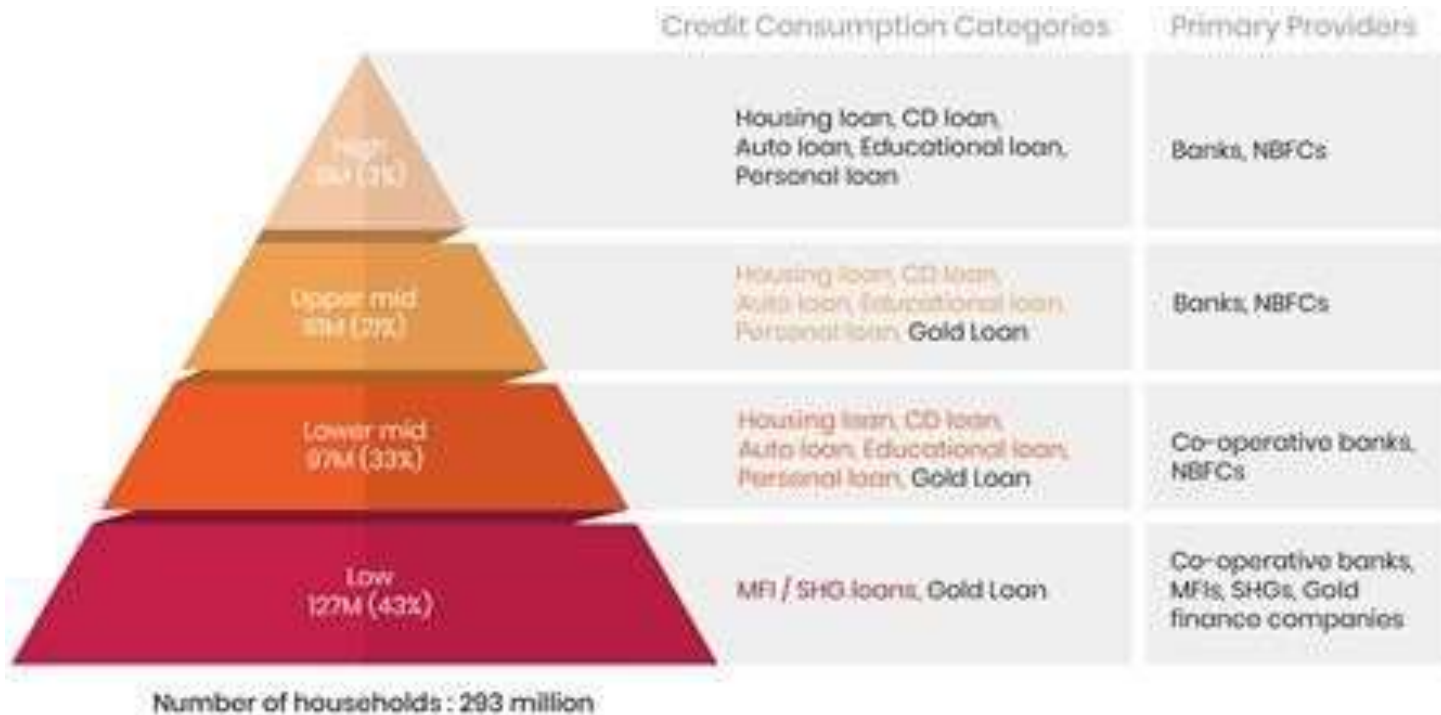 Credit Consumption Categories
Primary Providers
High
(3%)
Housing loan, CD loan,
Auto loan, Educational loan,
Personal loan
Banks, NBFCs
Upper mid
(21%)
Housing loan, CD loan,
Auto loan, Educational loan,
Personal loan, Gold Loan
Banks, NBFCs
Lower mid
97M (33%)
Housing loan, CD loan,
Auto loan, Educational loan,
Personal loan, Gold Loan
Co-operative banks,
NBFCs
Low
127M (43%)
MFI / SHG loans, Gold Loan
Co-operative banks,
MFIs, SHGs, Gold
finance companies
Number of households : 293 million